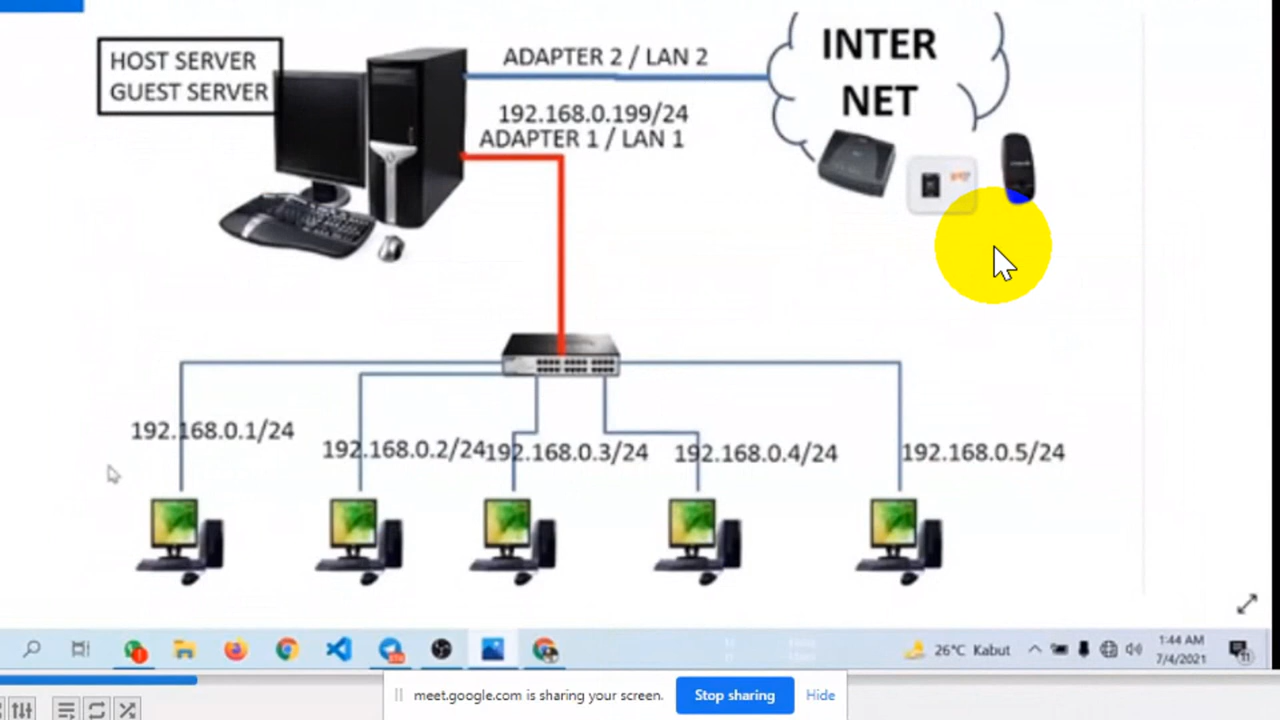 HOST SERVER
GUEST SERVER
ADAPTER 2 / LAN 2
192.168.0.199/24
ADAPTER 1 / LAN 1
INTER
NET
192.168.0.1/24
192.168.0.2/24
192.168.0.3/24
192.168.0.4/24
192.168.0.5/24
26°C Kabut
1:44 AM
7/4/2021
11
meet.google.com is sharing your screen.
Stop sharing
Hide